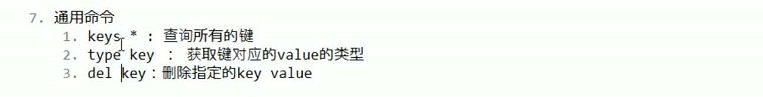 7. 通用命令
1. keys * : 查询所有的键
2. type key ： 获取键对应的value的类型
3. del key：删除指定的key value